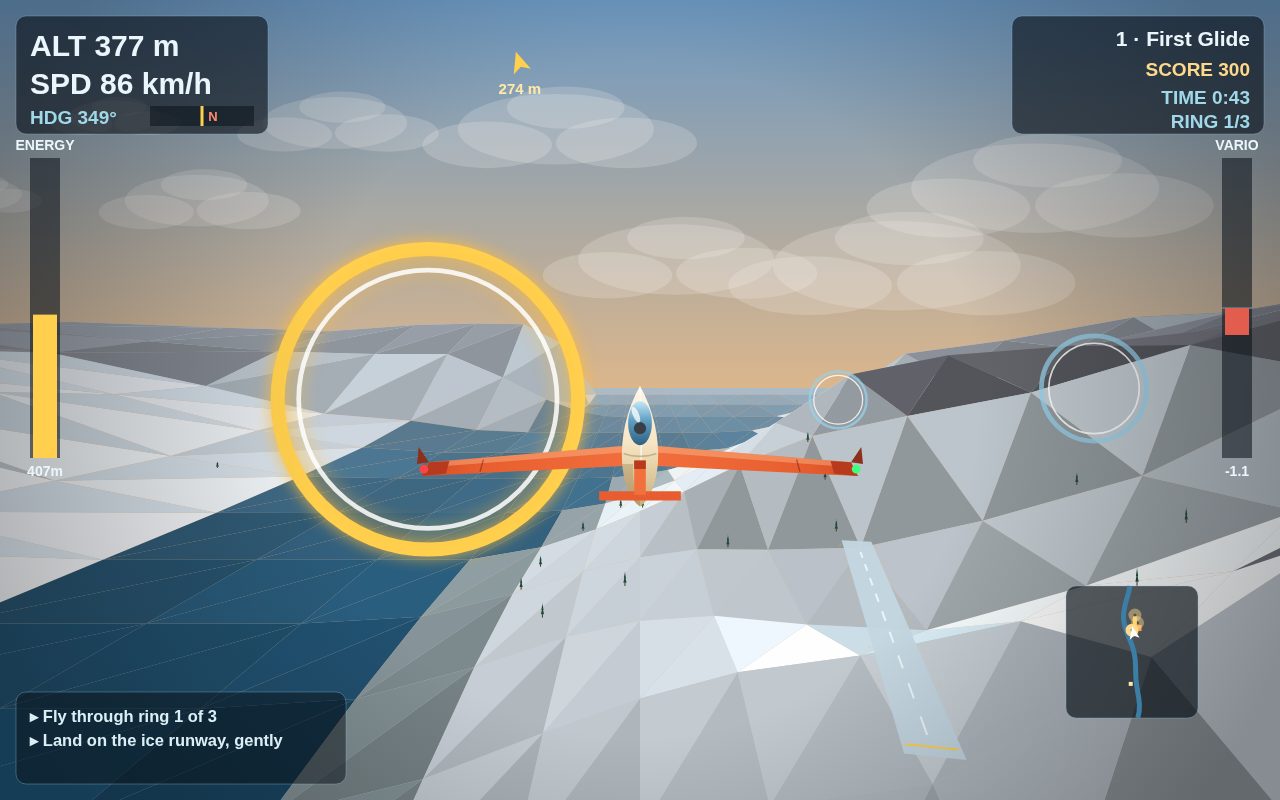 ALT 377 m
SPD 86 km/h
HDG 349°
N
274 m
1 · First Glide
SCORE 300
TIME 0:43
RING 1/3
ENERGY
407m
VARIO
-1.1
▸ Fly through ring 1 of 3
▸ Land on the ice runway, gently